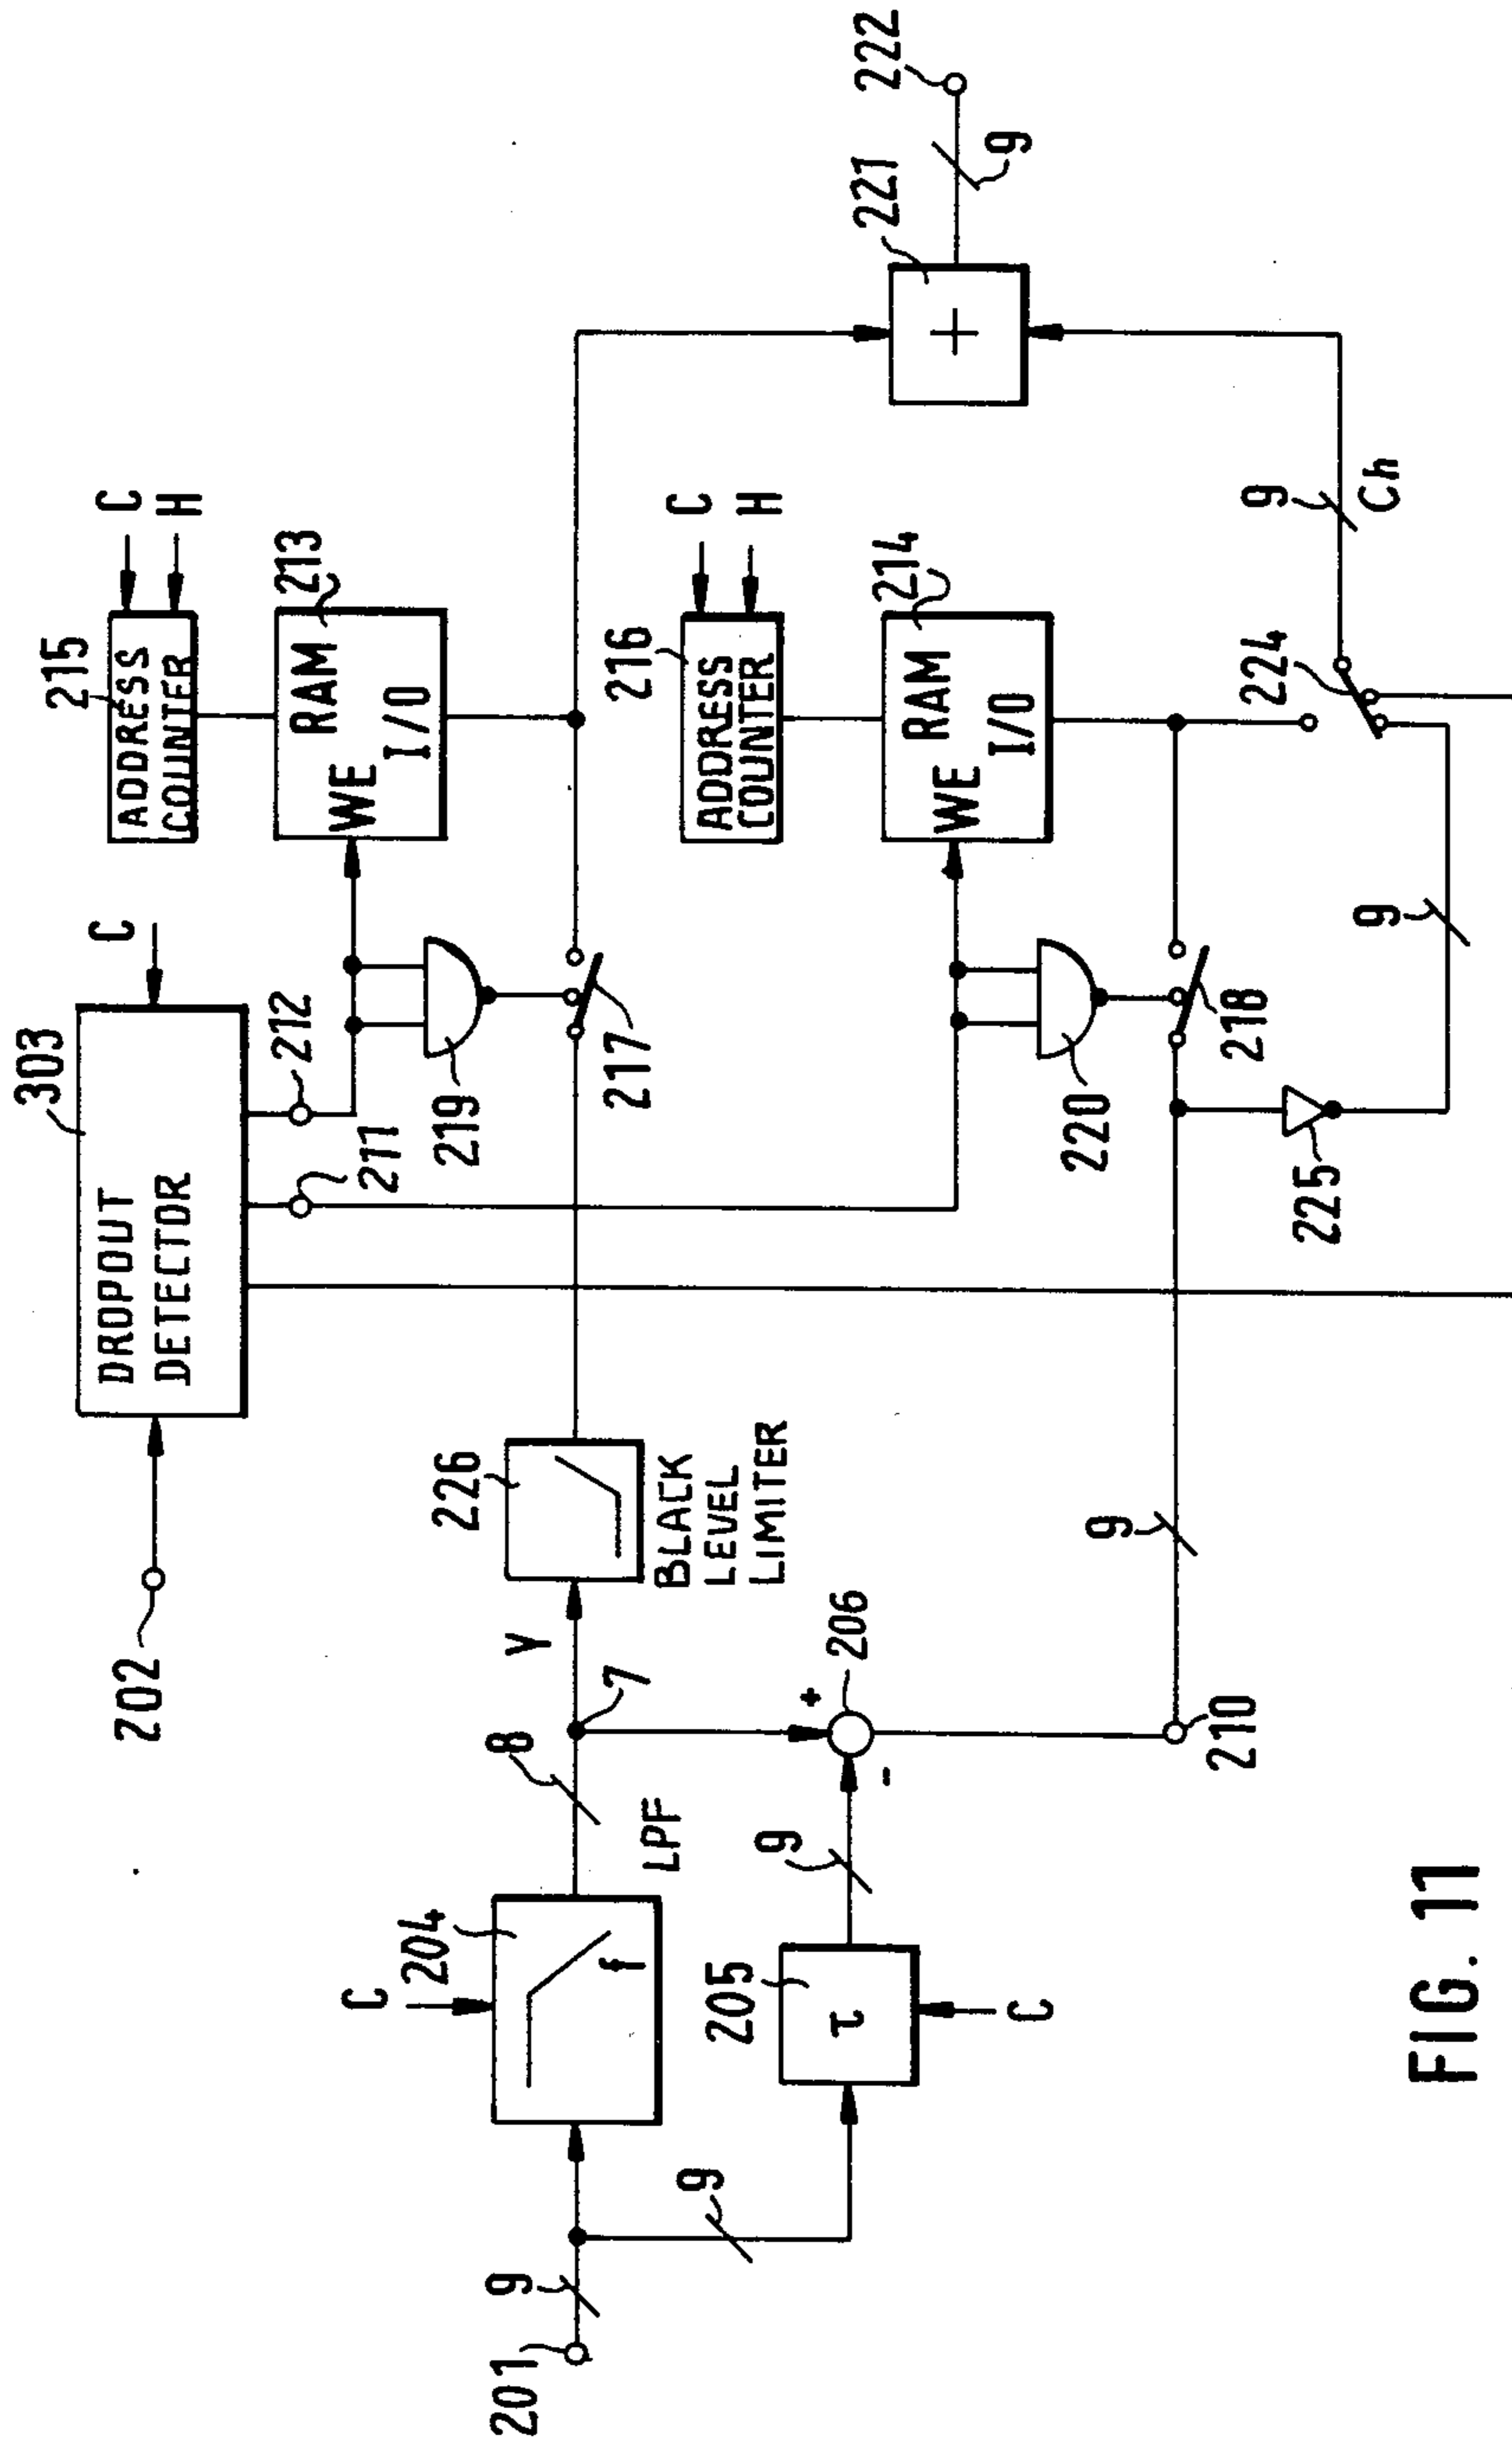 303
DROPOUT
DETECTOR
C
202
212
211
215
ADDRESS
COUNTER
C
H
213
RAM
WE
I/O
219
217
226
BLACK
LEVEL
LIMITER
Y
7
8
LPF
C
204
f
201
9
9
205
τ
C
9
+
-
206
210
9
216
ADDRESS
COUNTER
C
H
214
RAM
WE
I/O
220
218
225
9
224
9
Ch
221
+
9
222
FIG. 11